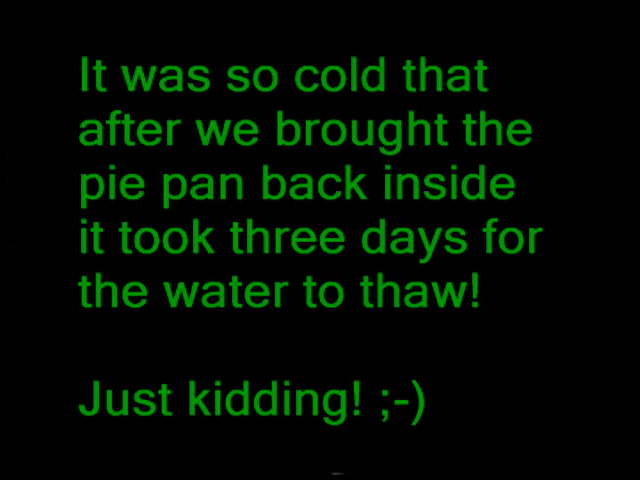 It was so cold that
after we brought the
pie pan back inside
it took three days for
the water to thaw!
Just kidding! ;-)